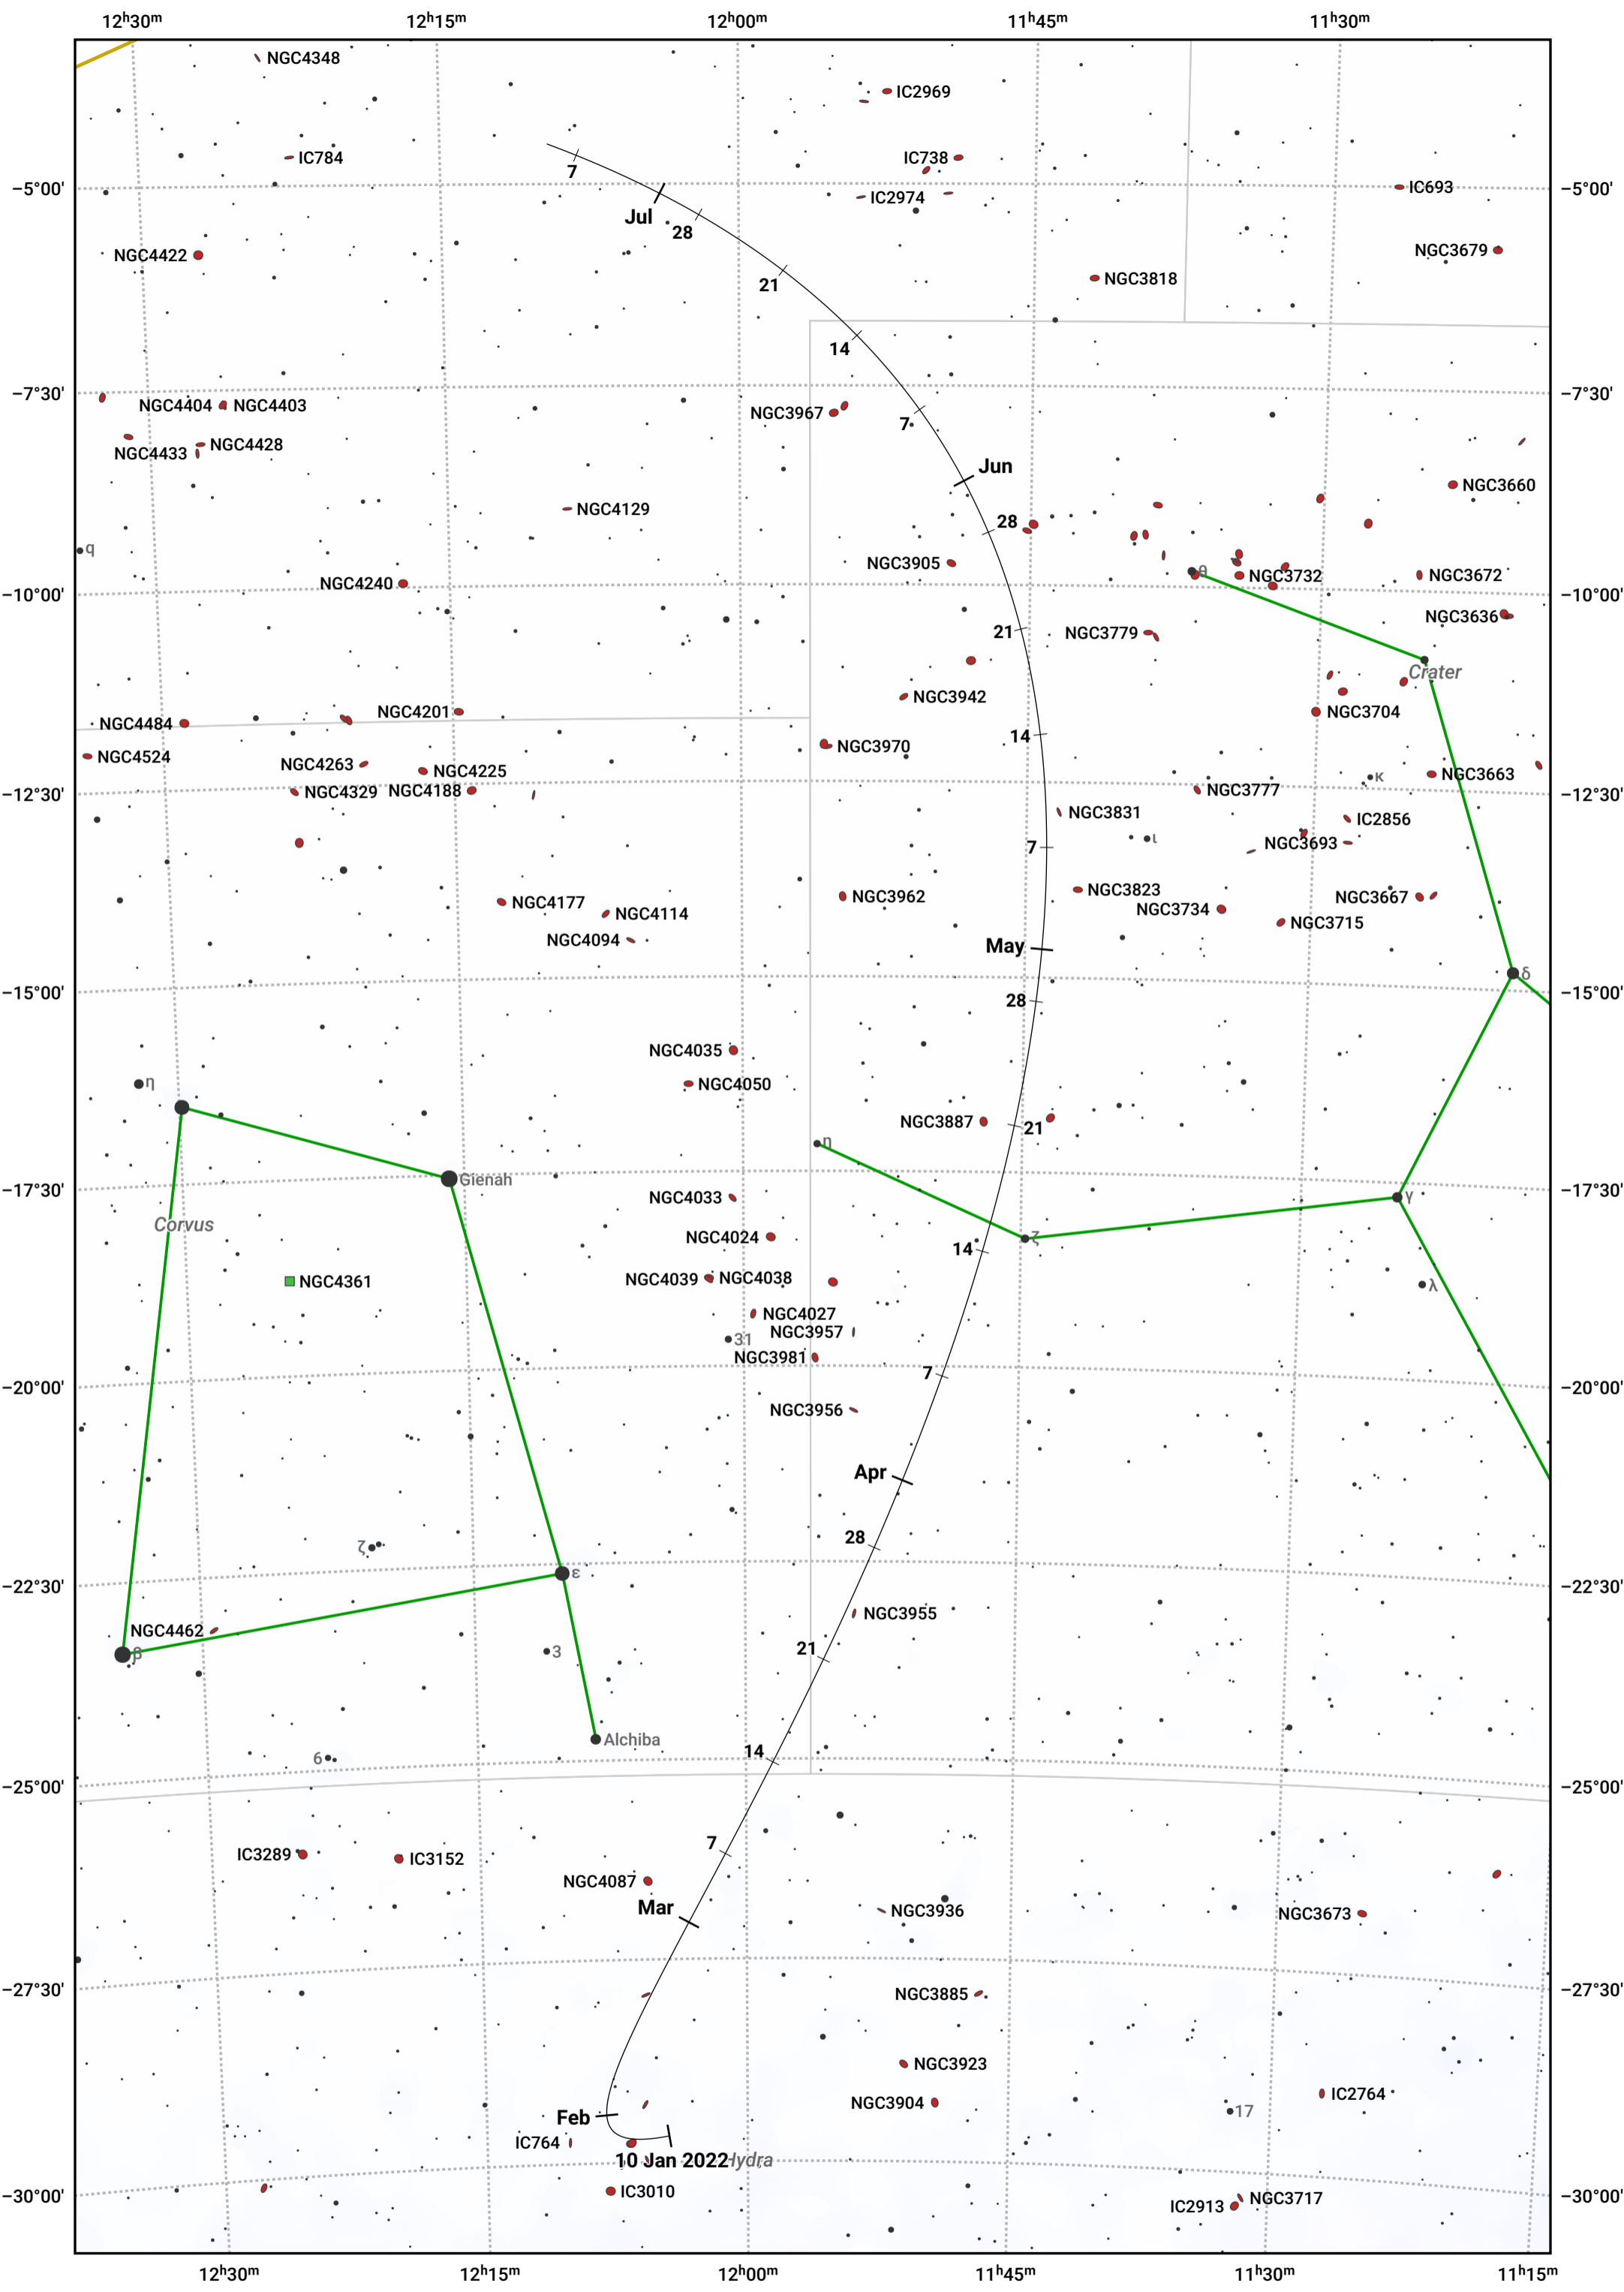 12h30m 12h15m 12h00m 11h45m 11h30m
NGC4348
IC2969
IC784
IC738
7
−5°00' IC2974 IC693 −5°00'
Jul
28
NGC4422 NGC3679
21 NGC3818
14
−7°30' −7°30'
NGC4404 NGC4403
NGC3967
7
NGC4428
NGC4433
Jun
NGC3660
NGC4129
28
q
NGC3905
θ NGC3732 NGC3672
NGC4240
−10°00' −10°00'
NGC3636
21 NGC3779
Crater
NGC3942
NGC4201 NGC3704
NGC4484
14
NGC3970
NGC4524
NGC4263 NGC4225
NGC3663
κ
NGC4329 NGC4188 NGC3777
−12°30' −12°30'
NGC3831
IC2856
ι
NGC3693
7
NGC3823
NGC3962 NGC3667
NGC4177
NGC3734
NGC4114
NGC3715
NGC4094
May
δ
−15°00' −15°00'
28
NGC4035
η NGC4050
NGC3887
21
η
Gienah
−17°30' −17°30'
NGC4033 γ
Corvus
NGC4024 ζ
14
NGC4039 NGC4038
NGC4361
λ
NGC4027
NGC3957
31
NGC3981
7
−20°00' −20°00'
NGC3956
Apr
28
ζ
ε
−22°30' −22°30'
NGC3955
NGC4462
21
β 3
Alchiba
14
6
−25°00' −25°00'
7
IC3289 IC3152
NGC4087
Mar NGC3936
NGC3673
−27°30' −27°30'
NGC3885
NGC3923
IC2764
NGC3904
17
Feb
IC764
10 Jan 2022 Hydra
IC3010
−30°00' −30°00'
NGC3717
IC2913
12h30m 12h15m 12h00m 11h45m 11h30m 11h15m